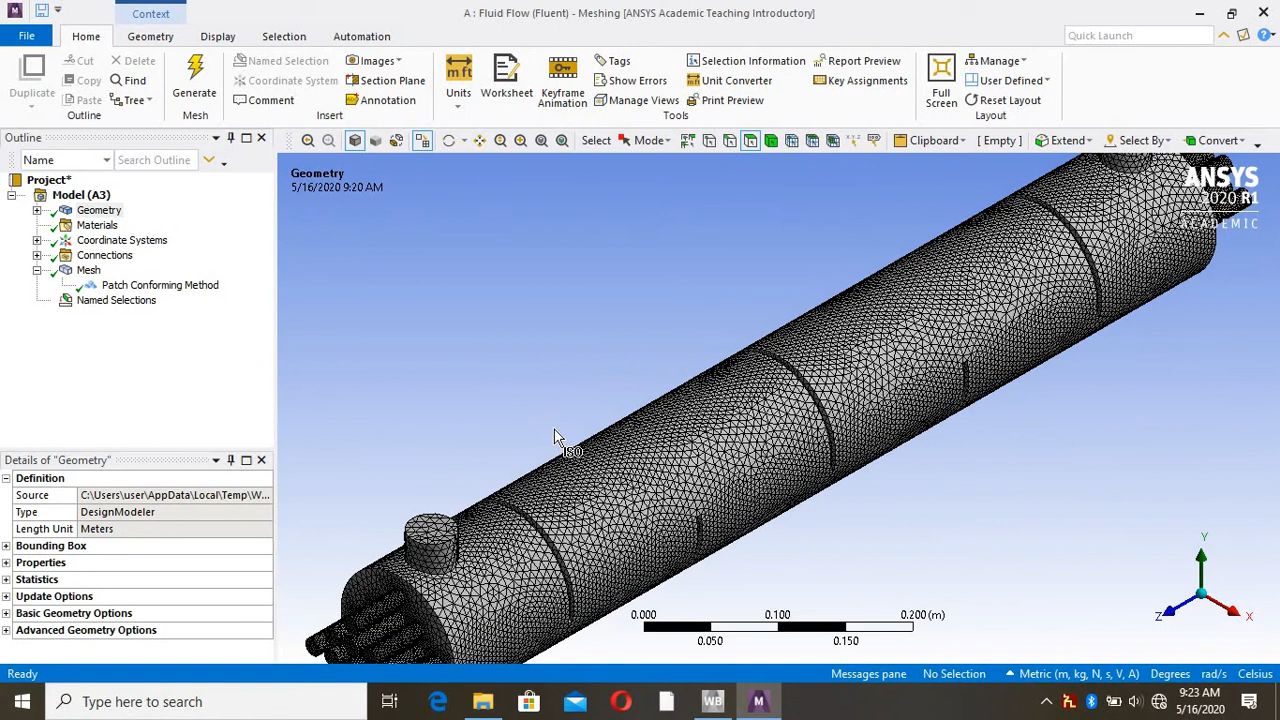 A : Fluid Flow (Fluent) - Meshing [ANSYS Academic Teaching Introductory]
Context
File
Home
Geometry
Display
Selection
Automation
Quick Launch
Duplicate
Cut
Copy
Paste
Delete
Find
Tree
Outline
Generate
Mesh
Named Selection
Coordinate System
Comment
Images
Section Plane
Annotation
Insert
Units
Worksheet
Keyframe
Animation
Tags
Show Errors
Manage Views
Selection Information
Unit Converter
Print Preview
Report Preview
Key Assignments
Tools
Full
Screen
Manage
User Defined
Reset Layout
Layout
Outline
Select
Mode
Clipboard
[ Empty ]
Extend
Select By
Convert
Name
Search Outline
Project*
Model (A3)
Geometry
Materials
Coordinate Systems
Connections
Mesh
Patch Conforming Method
Named Selections
Geometry
5/16/2020 9:20 AM
ANSYS
2020 R1
ACADEMIC
ISO
Details of "Geometry"
Definition
Source C:\Users\user\AppData\Local\Temp\W...
Type DesignModeler
Length Unit Meters
Bounding Box
Properties
Statistics
Update Options
Basic Geometry Options
Advanced Geometry Options
0.000 0.100 0.200 (m)
0.050 0.150
Y
Z
X
Ready
Messages pane
No Selection
Metric (m, kg, N, s, V, A)
Degrees
rad/s
Celsius
Type here to search
WB
M
9:23 AM
5/16/2020